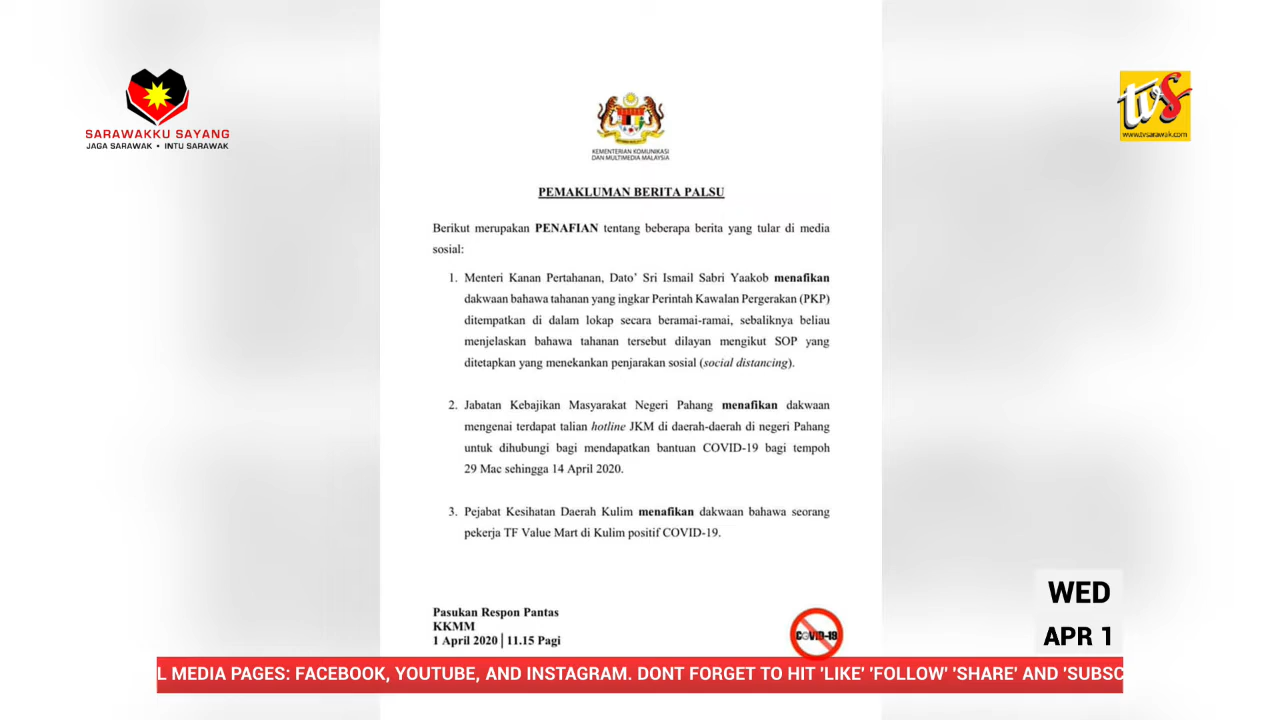 SARAWAKKU SAYANG
JAGA SARAWAK • INTU SARAWAK
tvS
www.tvsarawak.com
KEMENTERIAN KOMUNIKASI
DAN MULTIMEDIA MALAYSIA
PEMAKLUMAN BERITA PALSU
Berikut merupakan PENAFIAN tentang beberapa berita yang tular di media
sosial:
1. Menteri Kanan Pertahanan, Dato' Sri Ismail Sabri Yaakob menafikan
dakwaan bahawa tahanan yang ingkar Perintah Kawalan Pergerakan (PKP)
ditempatkan di dalam lokap secara beramai-ramai, sebaliknya beliau
menjelaskan bahawa tahanan tersebut dilayan mengikut SOP yang
ditetapkan yang menekankan penjarakan sosial (social distancing).
2. Jabatan Kebajikan Masyarakat Negeri Pahang menafikan dakwaan
mengenai terdapat talian hotline JKM di daerah-daerah di negeri Pahang
untuk dihubungi bagi mendapatkan bantuan COVID-19 bagi tempoh
29 Mac sehingga 14 April 2020.
3. Pejabat Kesihatan Daerah Kulim menafikan dakwaan bahawa seorang
pekerja TF Value Mart di Kulim positif COVID-19.
Pasukan Respon Pantas
KKMM
1 April 2020 | 11.15 Pagi
COVID-19
WED
APR 1
L MEDIA PAGES: FACEBOOK, YOUTUBE, AND INSTAGRAM. DONT FORGET TO HIT 'LIKE' 'FOLLOW' 'SHARE' AND 'SUBSC